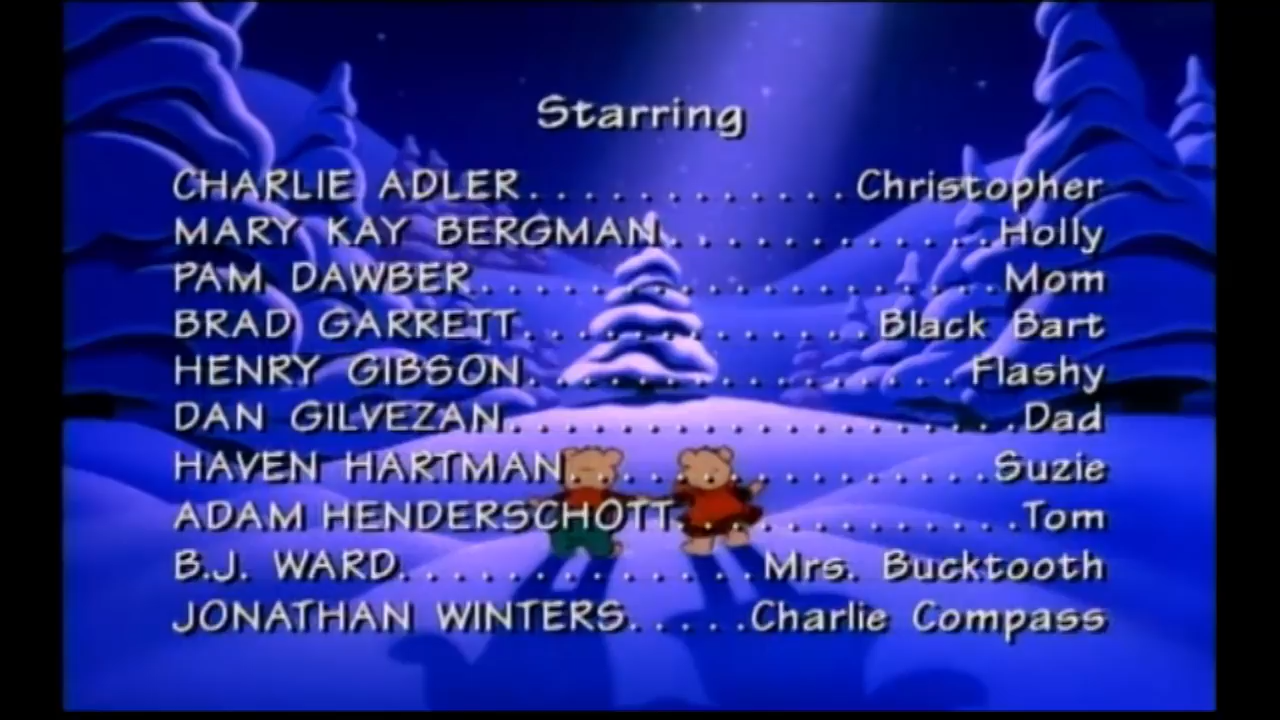 Starring
CHARLIE ADLER............Christopher
MARY KAY BERGMAN............Holly
PAM DAWBER...................Mom
BRAD GARRETT.............Black Bart
HENRY GIBSON................Flashy
DAN GILVEZAN...................Dad
HAVEN HARTMAN...............Suzie
ADAM HENDERSCHOTT.............Tom
B.J. WARD.............Mrs. Bucktooth
JONATHAN WINTERS.....Charlie Compass